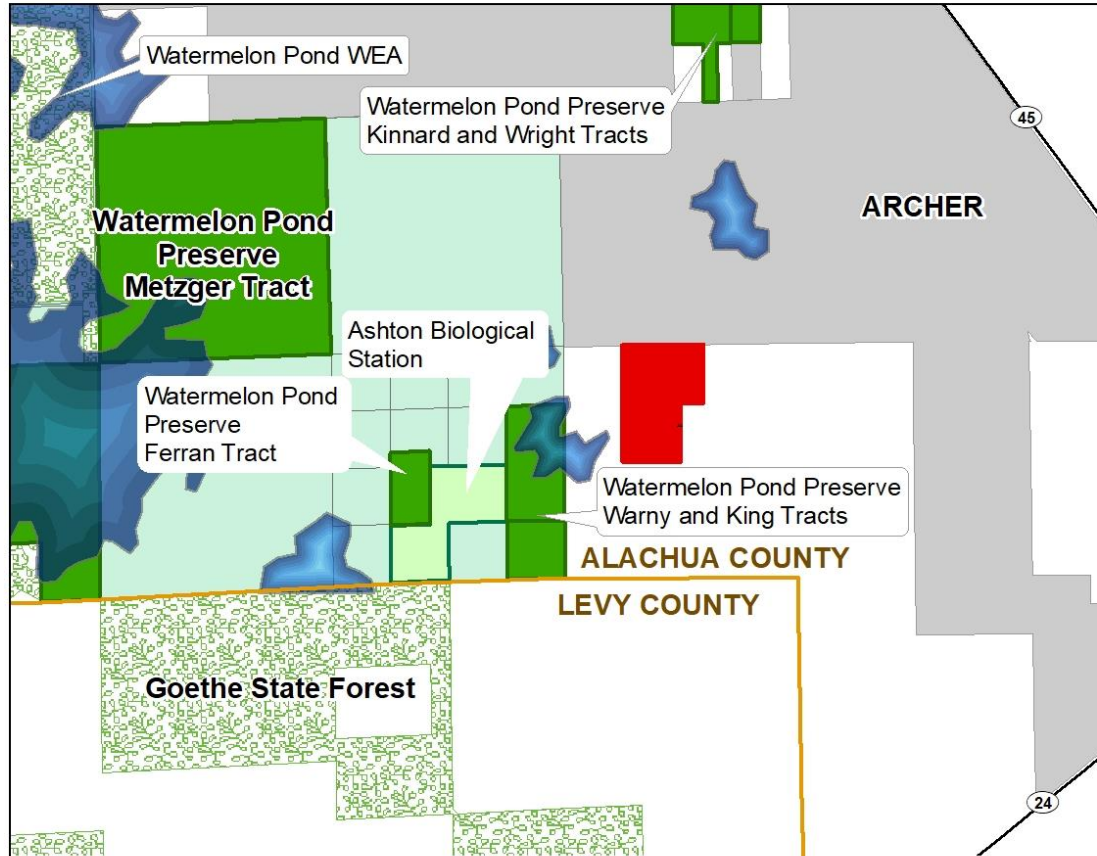 Watermelon Pond WEA
Watermelon Pond Preserve
Kinnard and Wright Tracts
45
ARCHER
Watermelon Pond
Preserve
Metzger Tract
Ashton Biological
Station
Watermelon Pond
Preserve
Ferran Tract
Watermelon Pond Preserve
Warny and King Tracts
ALACHUA COUNTY
LEVY COUNTY
Goethe State Forest
24